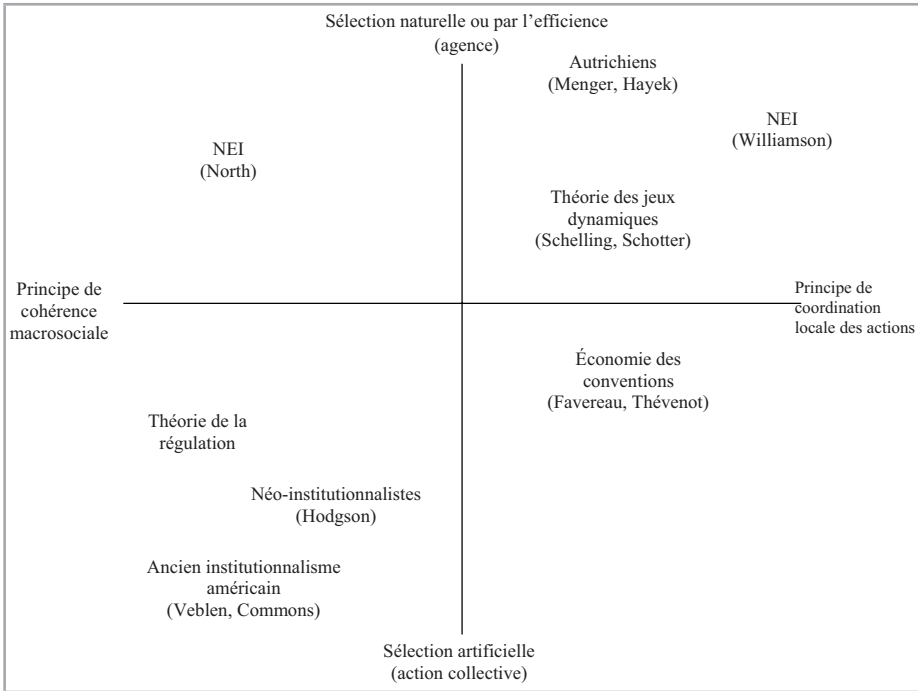 Sélection naturelle ou par l’efficience
(agence)
Autrichiens
(Menger, Hayek)
NEI
(Williamson)
NEI
(North)
Théorie des jeux
dynamiques
(Schelling, Schotter)
Principe de
cohérence
macrosociale
Principe de
coordination
locale des actions
Économie des
conventions
(Favereau, Thévenot)
Théorie de la
régulation
Néo-institutionnalistes
(Hodgson)
Ancien institutionnalisme
américain
(Veblen, Commons)
Sélection artificielle
(action collective)